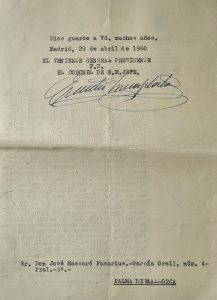 Dios guarde a Vd. muchos años.
Madrid, 29 de abril de 1960
EL TENIENTE GENERAL PRESIDENTE
P.D.
EL CORONEL DE E.M.JEFE,
Sr. Don José Mascaró Pasarius.-García Orell, núm. 4-
Pral.-3º.-
PALMA DE MALLORCA